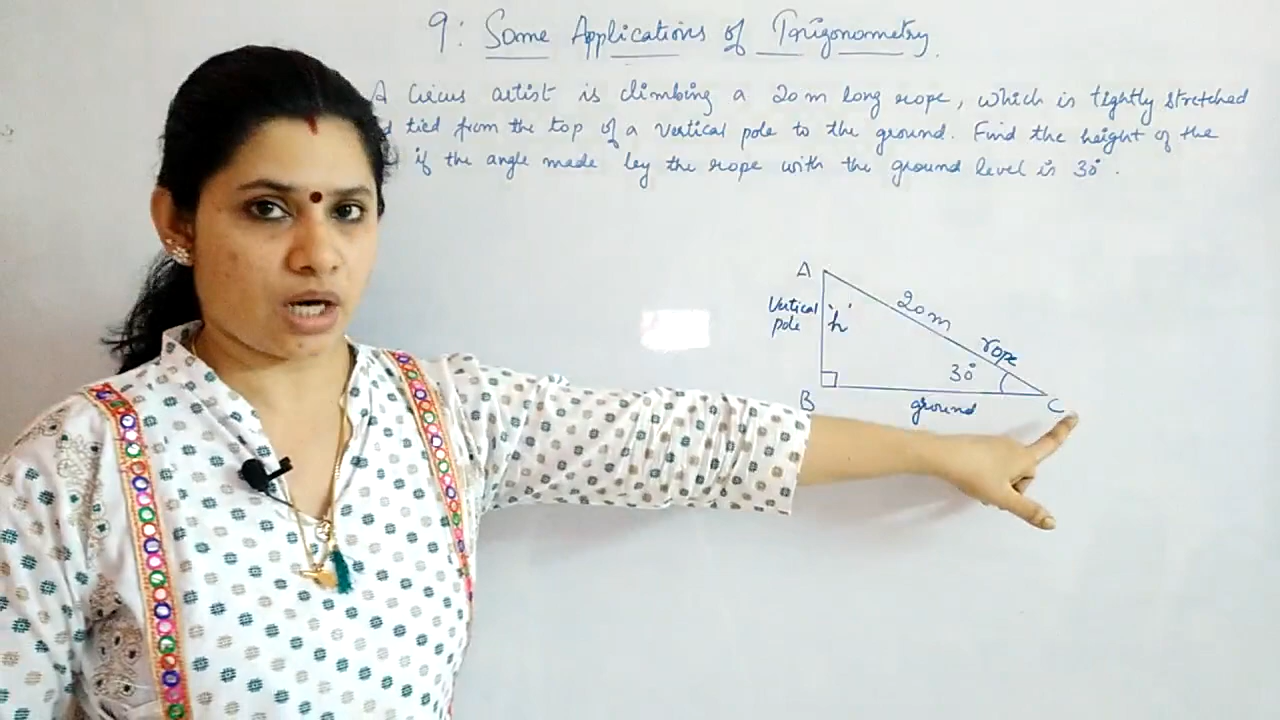 9: Some Applications of Trigonometry.
A Circus artist is climbing a 20m long rope, which is tightly stretched
tied from the top of a vertical pole to the ground. Find the height of the
if the angle made by the rope with the ground level is 30°.
A
20m
Vertical
pole
'h'
rope
30°
B
ground
C